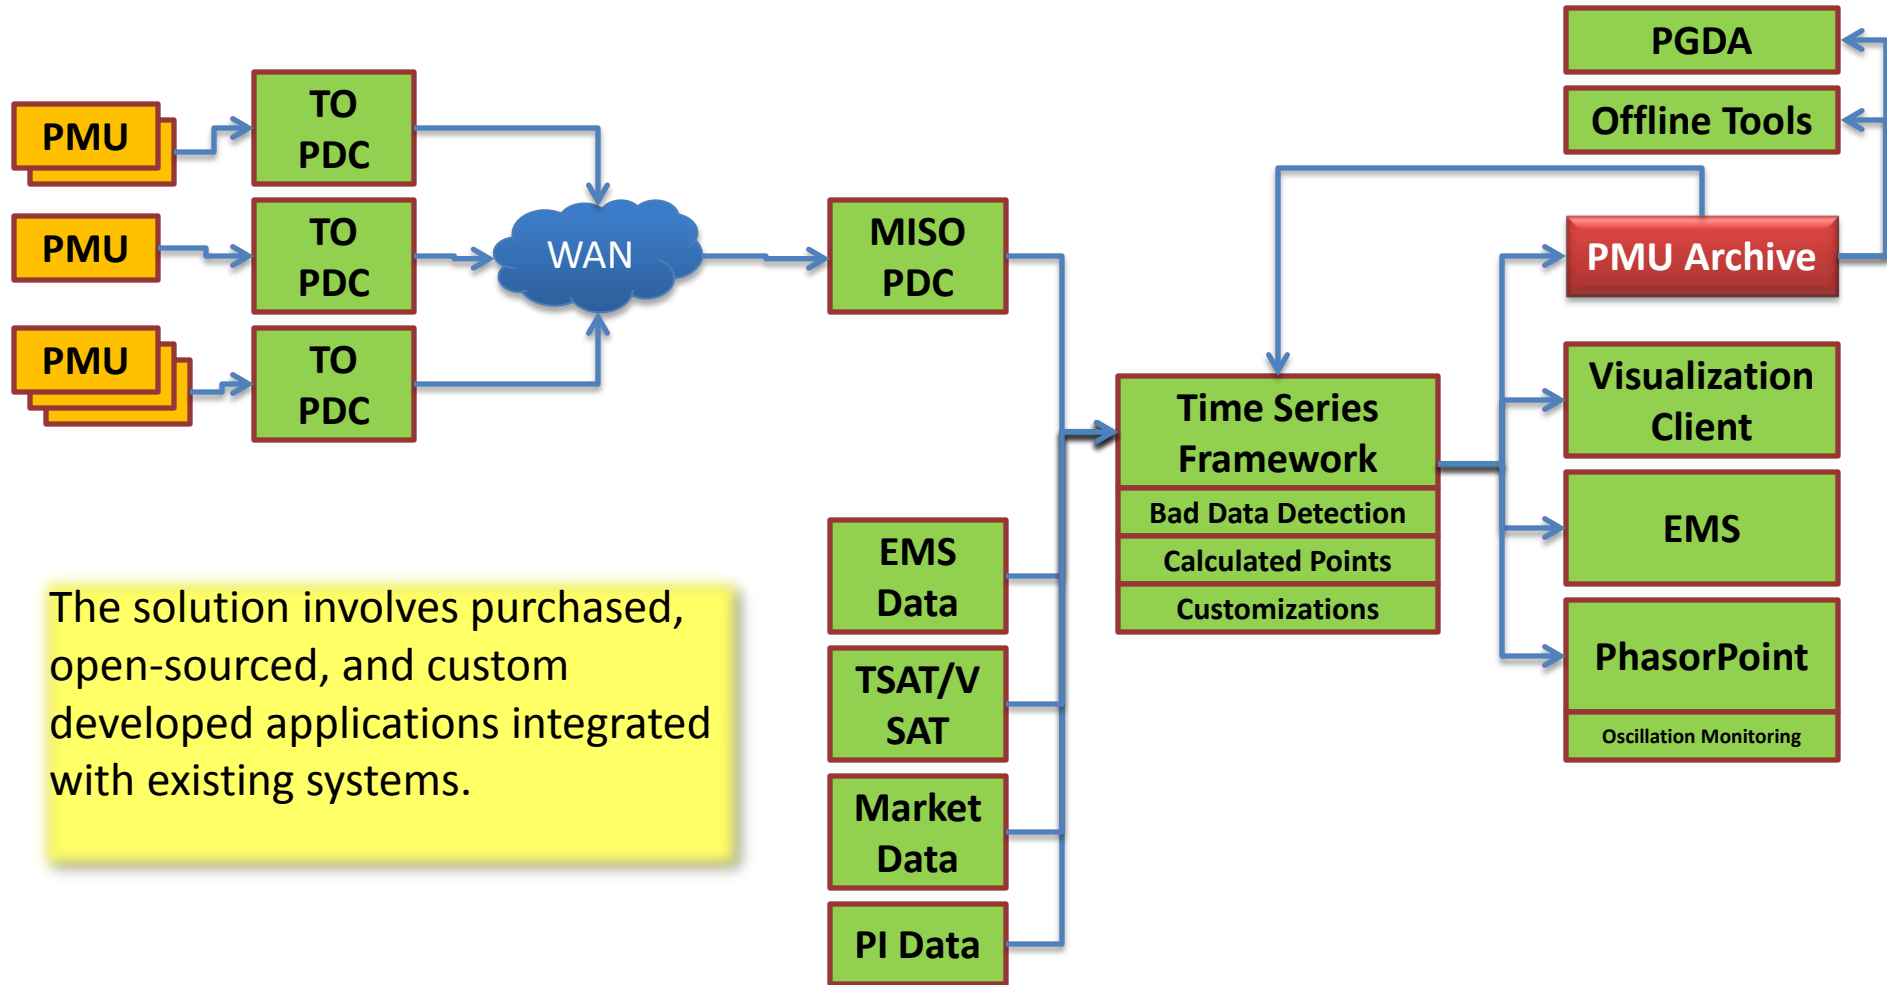 PMU
TO
PDC
PMU
TO
PDC
PMU
TO
PDC
WAN
MISO
PDC
EMS
Data
TSAT/V
SAT
Market
Data
PI Data
Time Series
Framework
Bad Data Detection
Calculated Points
Customizations
PGDA
Offline Tools
PMU Archive
Visualization
Client
EMS
PhasorPoint
Oscillation Monitoring
The solution involves purchased,
open-sourced, and custom
developed applications integrated
with existing systems.